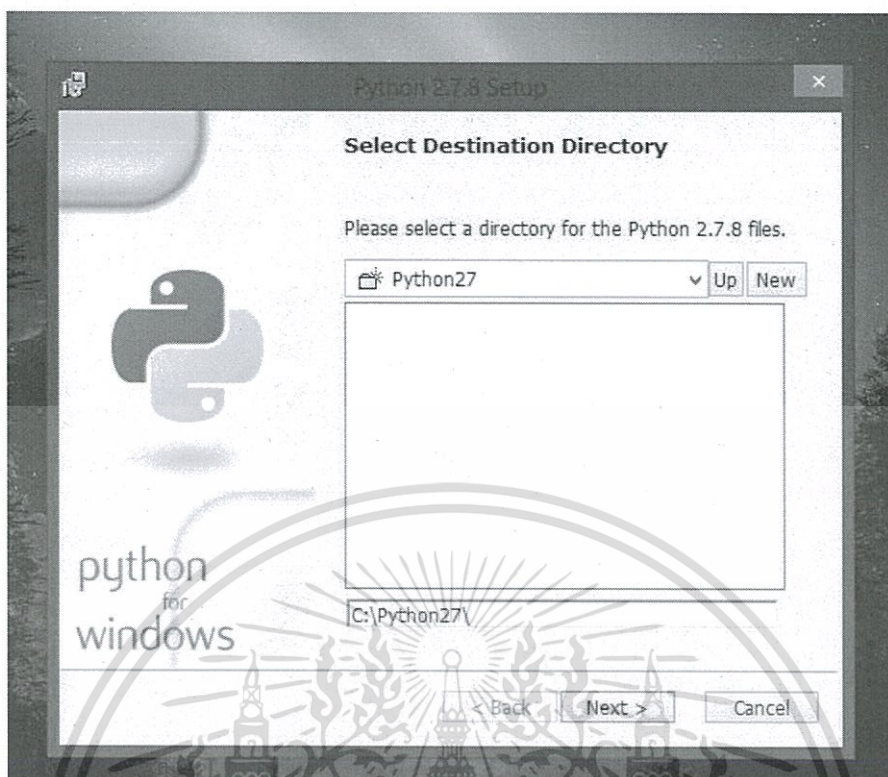 Python 2.7.8 Setup
Select Destination Directory
Please select a directory for the Python 2.7.8 files.
Python27
Up New
C:\Python27\
python
for
windows
< Back Next > Cancel